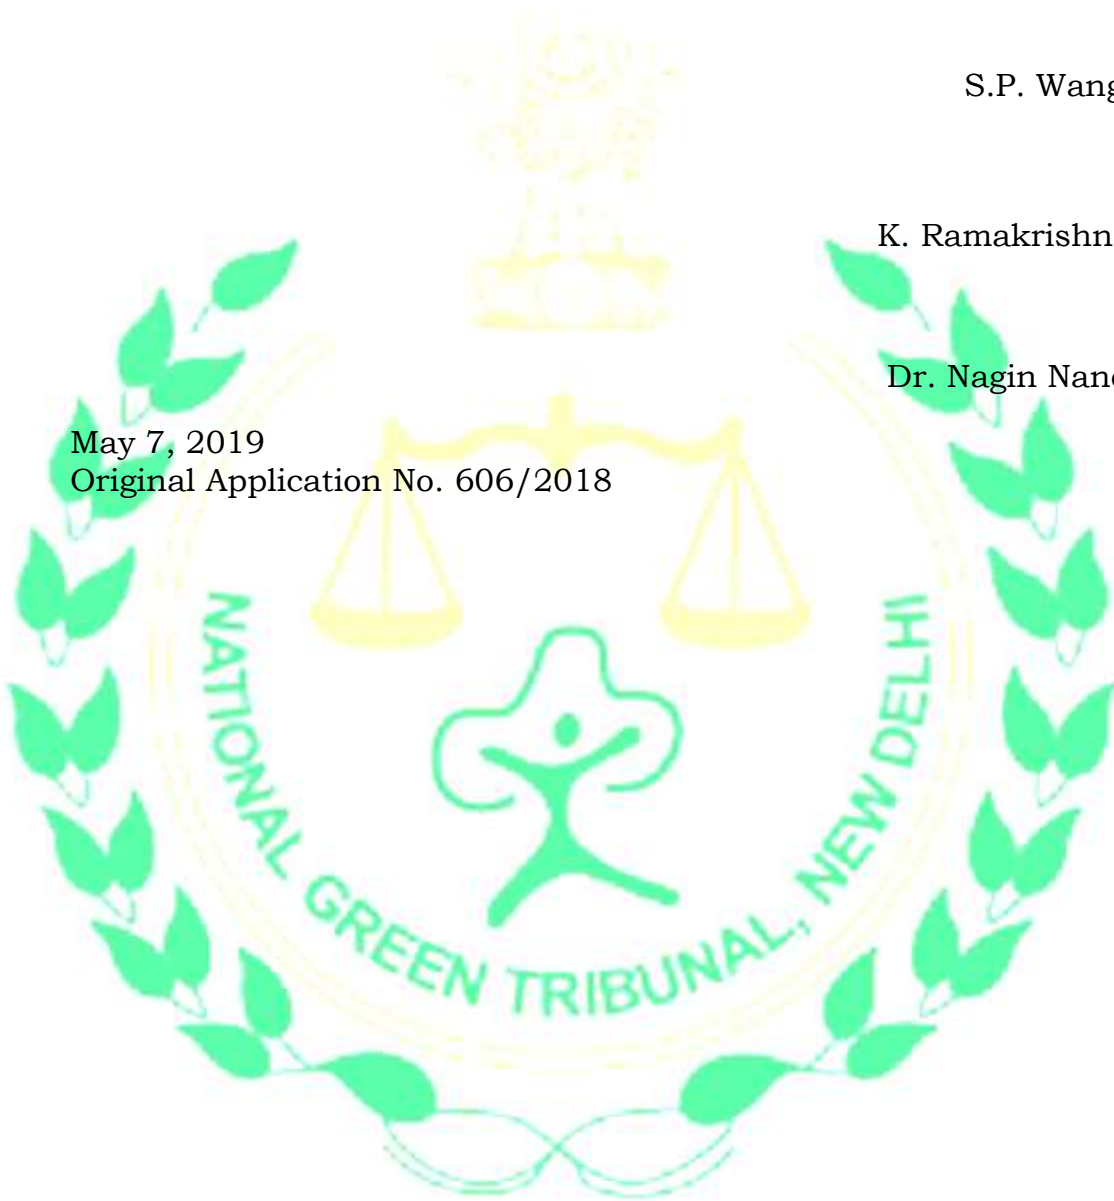 S.P. Wang
K. Ramakrishn
Dr. Nagin Nan
May 7, 2019
Original Application No. 606/2018
NATIONAL GREEN TRIBUNAL, NEW DELHI